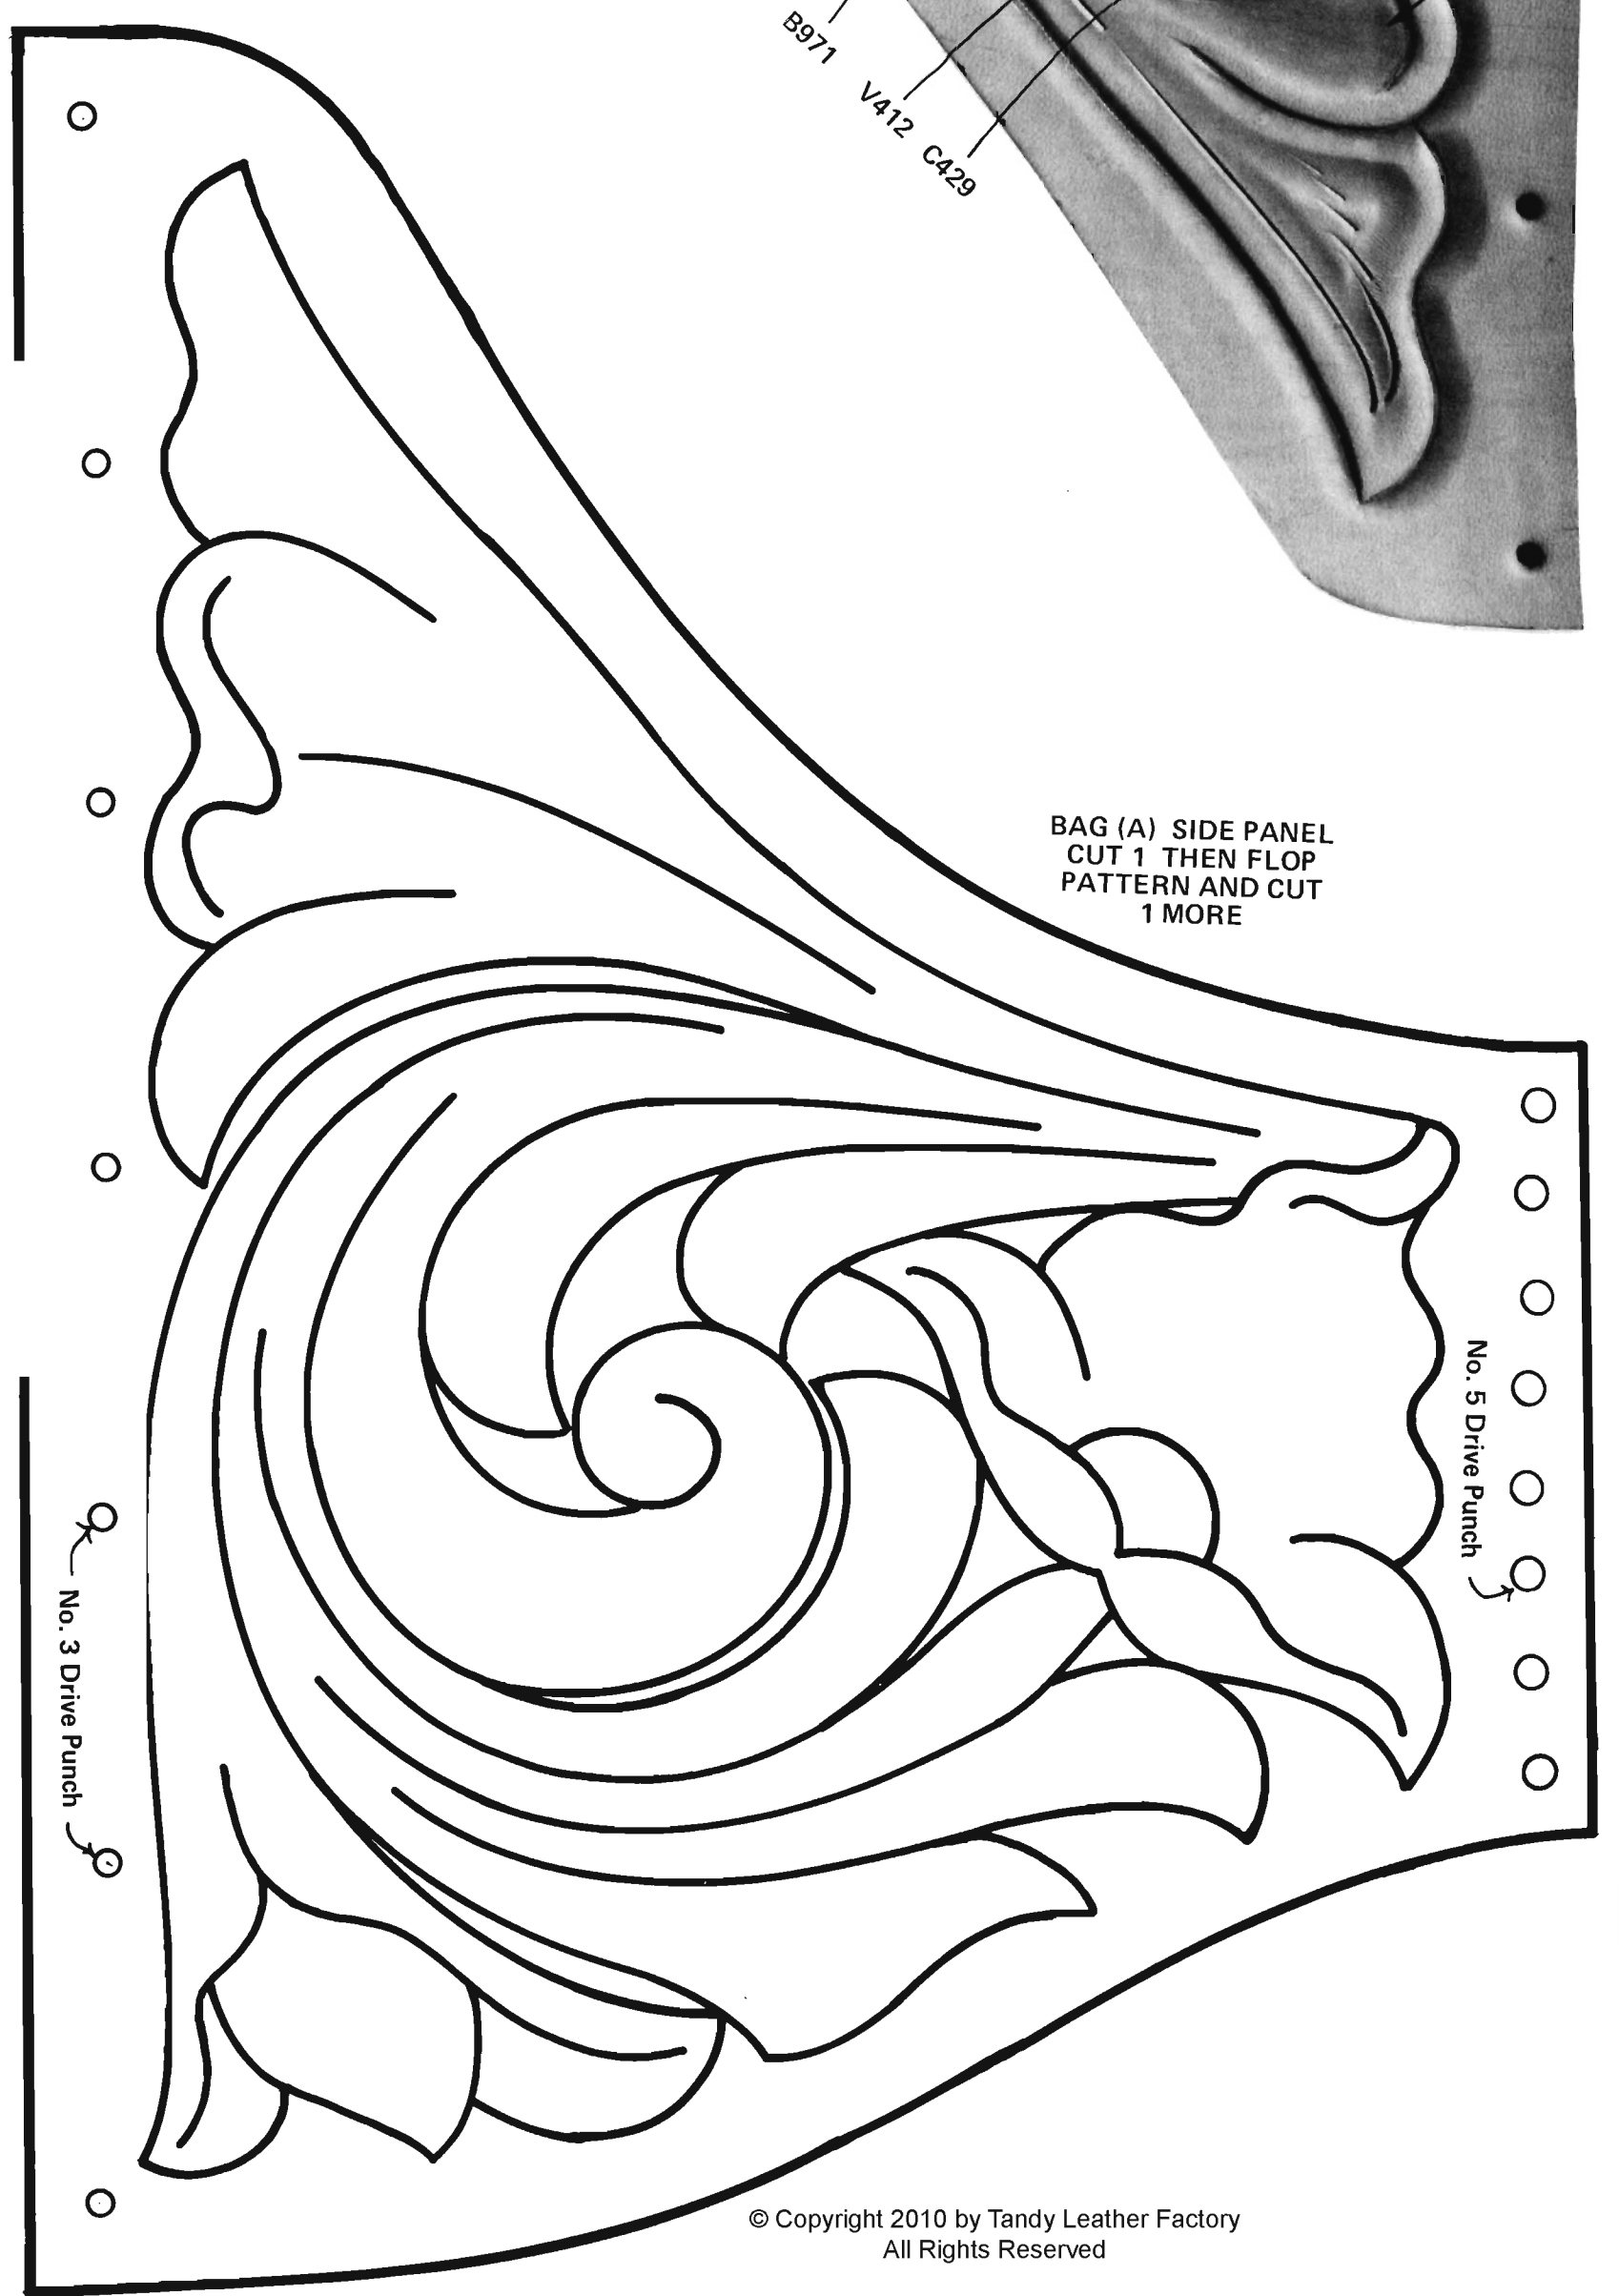 B971
V412
C429
BAG (A) SIDE PANEL
CUT 1 THEN FLOP
PATTERN AND CUT
1 MORE
No. 5 Drive Punch
No. 3 Drive Punch
© Copyright 2010 by Tandy Leather Factory
All Rights Reserved